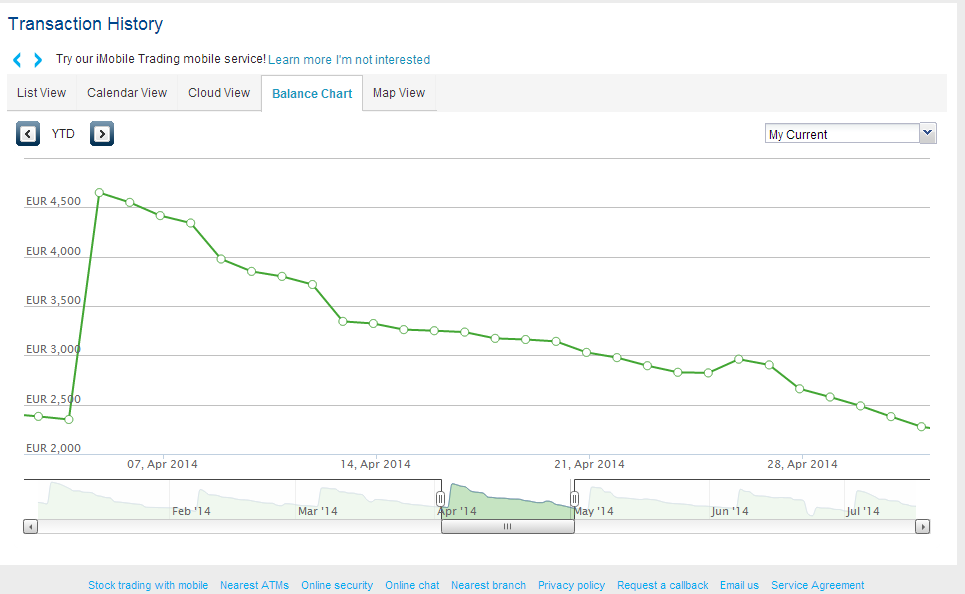 Transaction History
Try our iMobile Trading mobile service! Learn more I'm not interested
List View Calendar View Cloud View Balance Chart Map View
YTD My Current
EUR 4,500
EUR 4,000
EUR 3,500
EUR 3,000
EUR 2,500
EUR 2,000
07, Apr 2014 14, Apr 2014 21, Apr 2014 28, Apr 2014
Feb '14 Mar '14 Apr '14 May '14 Jun '14 Jul '14
Stock trading with mobile Nearest ATMs Online security Online chat Nearest branch Privacy policy Request a callback Email us Service Agreement